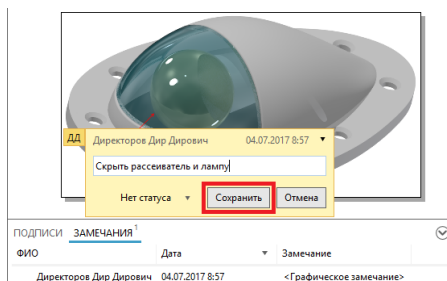 ДД Директоров Дир Дирович 04.07.2017 8:57
Скрыть рассеиватель и лампу
Нет статуса Сохранить Отмена
ПОДПИСИ ЗАМЕЧАНИЯ 1
ФИО Дата Замечание
Директоров Дир Дирович 04.07.2017 8:57 <Графическое замечание>